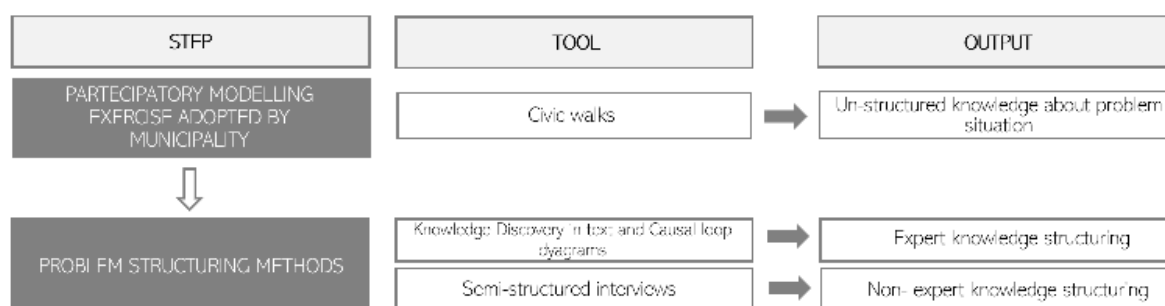 STEP
TOOL
OUTPUT
PARTECIPATORY MODELLING
EXERCISE ADOPTED BY
MUNICIPALITY
Civic walks
Un-structured knowledge about problem
situation
PROBLEM STRUCTURING METHODS
Knowledge Discovery in text and Causal loop
dyagrams
Expert knowledge structuring
Semi-structured interviews
Non- expert knowledge structuring